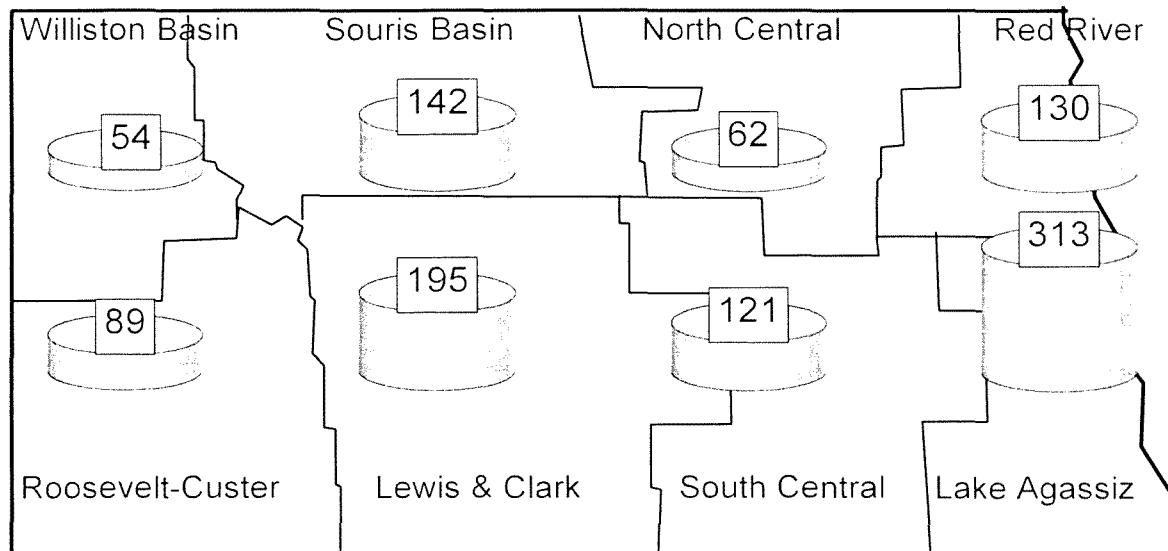 Williston Basin Souris Basin North Central Red River
54 142 62 130
89 195 121 313
Roosevelt-Custer Lewis & Clark South Central Lake Agassiz